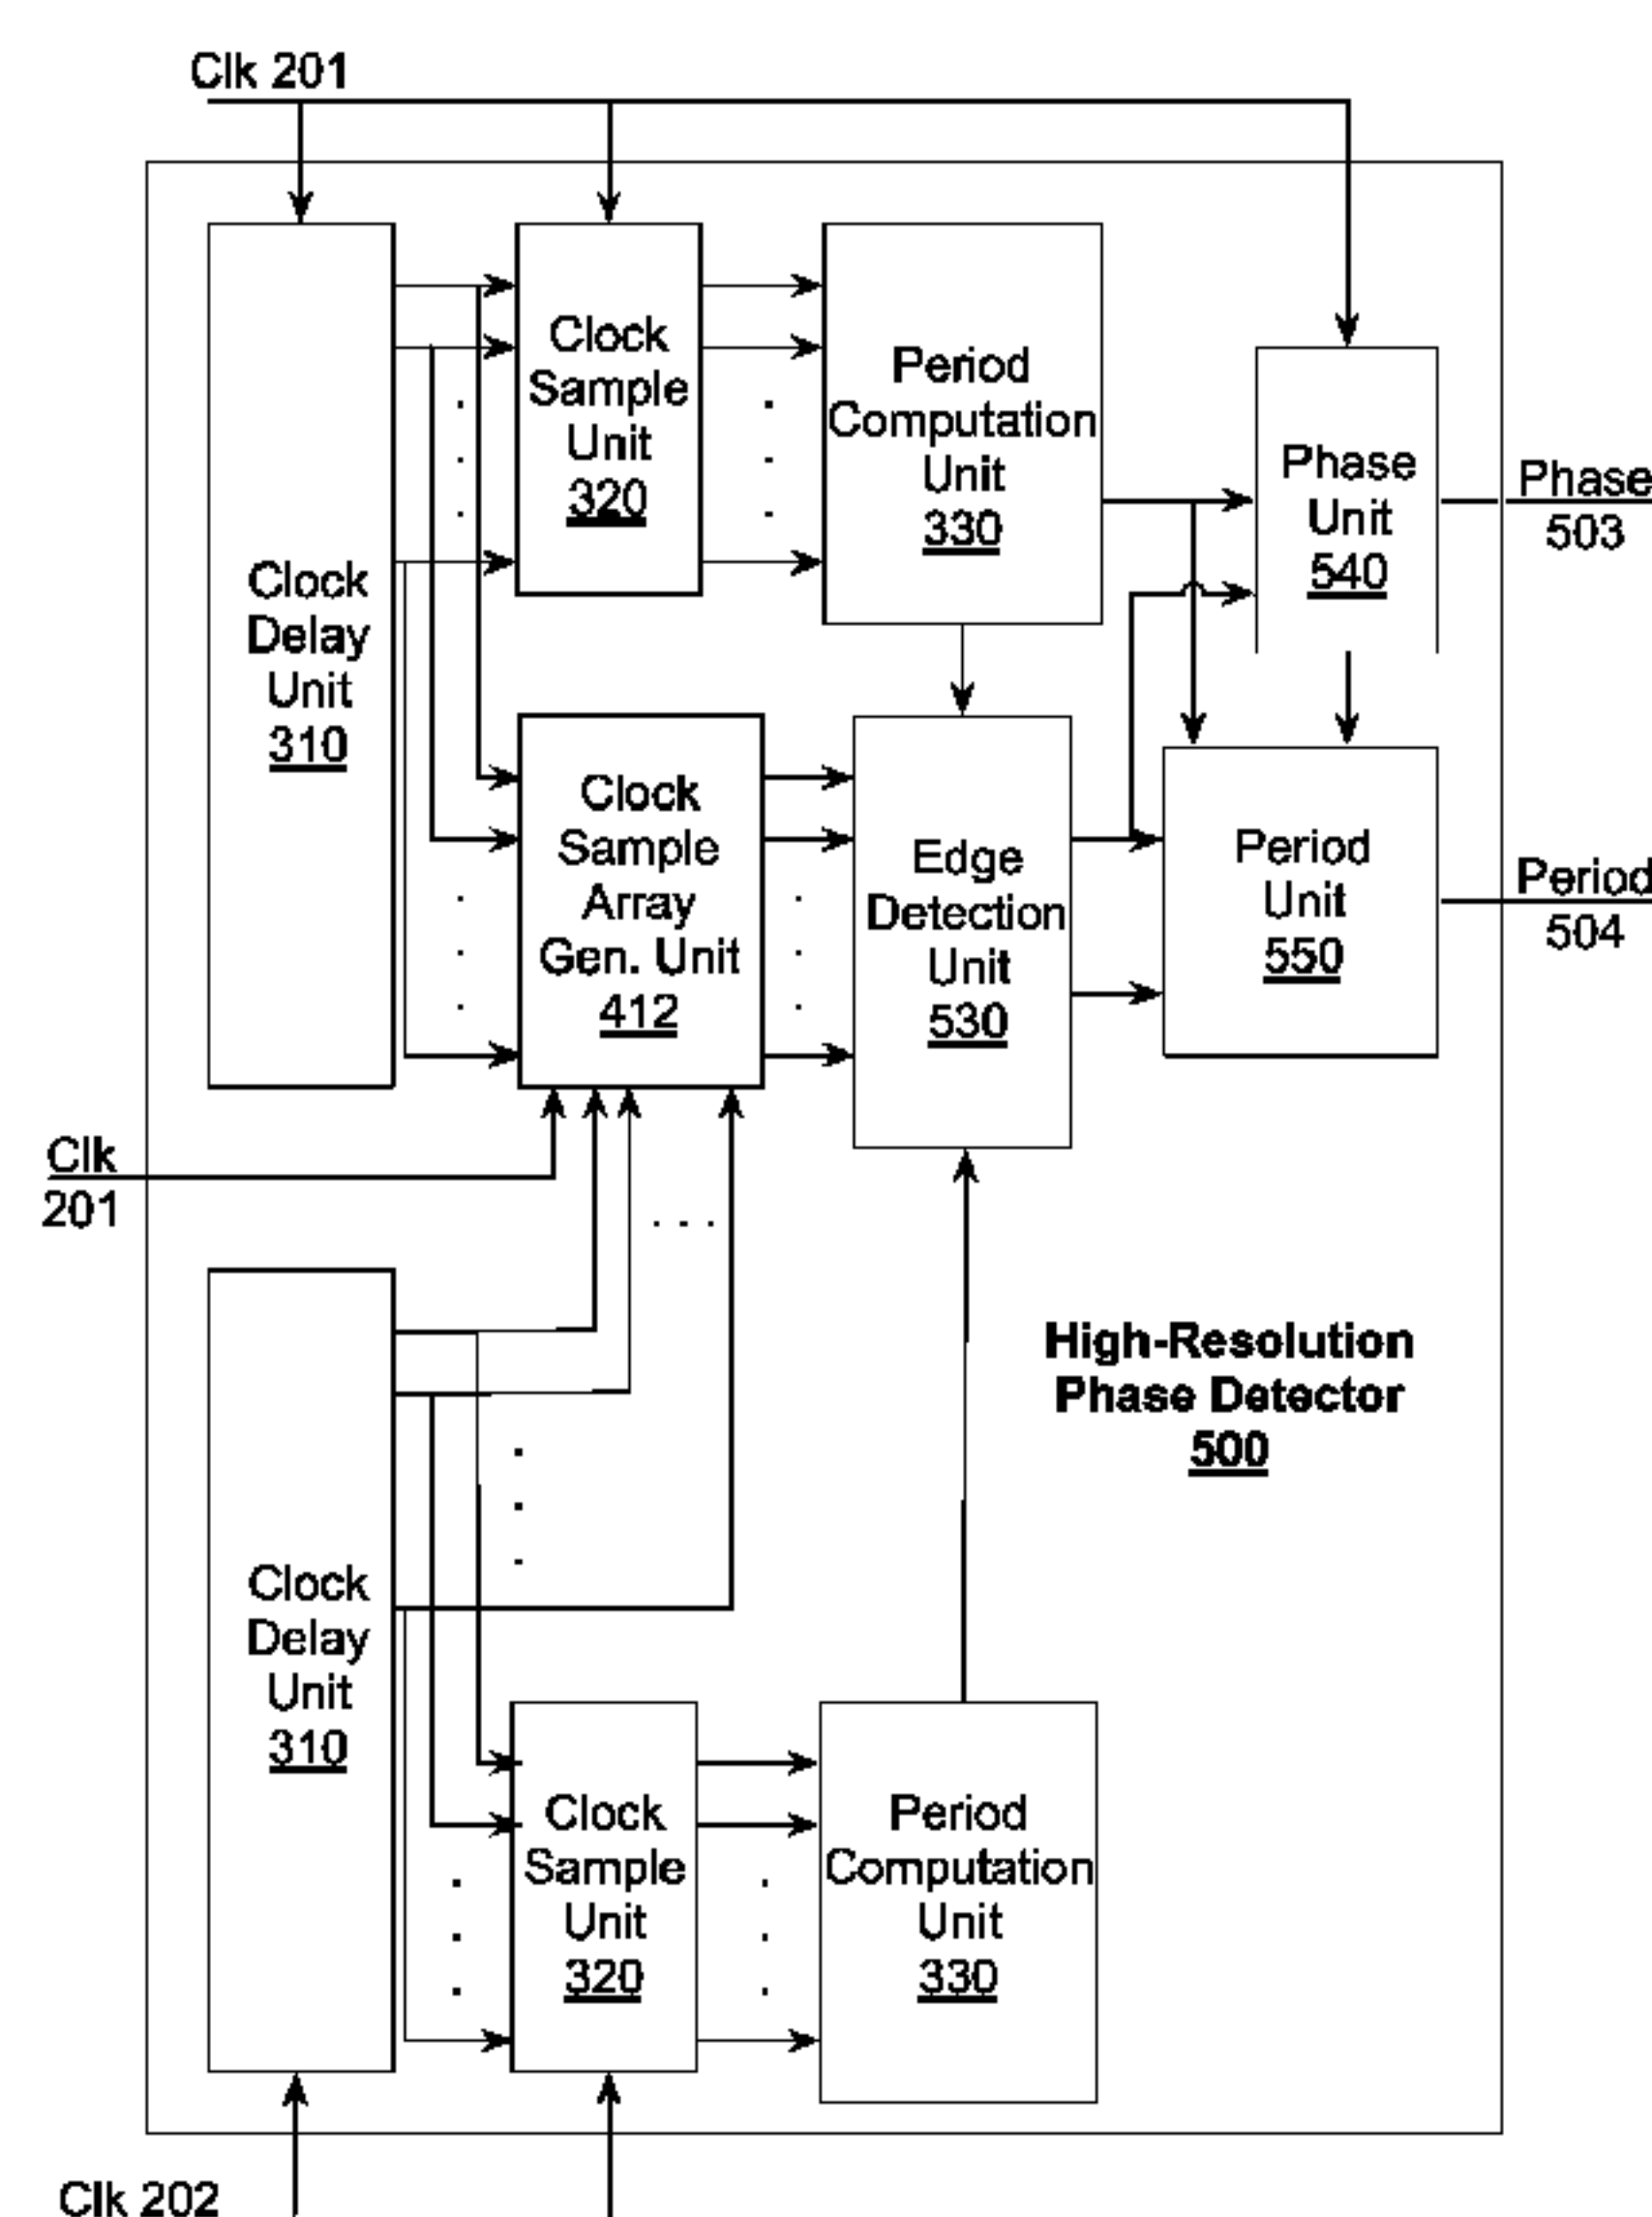 Clk 201
Clock
Delay
Unit
310
Clock
Sample
Unit
320
Period
Computation
Unit
330
Phase
Unit
540
Phase
503
Clock
Sample
Array
Gen. Unit
412
Edge
Detection
Unit
530
Period
Unit
550
Period
504
Clk
201
High-Resolution
Phase Detector
500
Clock
Delay
Unit
310
Clock
Sample
Unit
320
Period
Computation
Unit
330
Clk 202